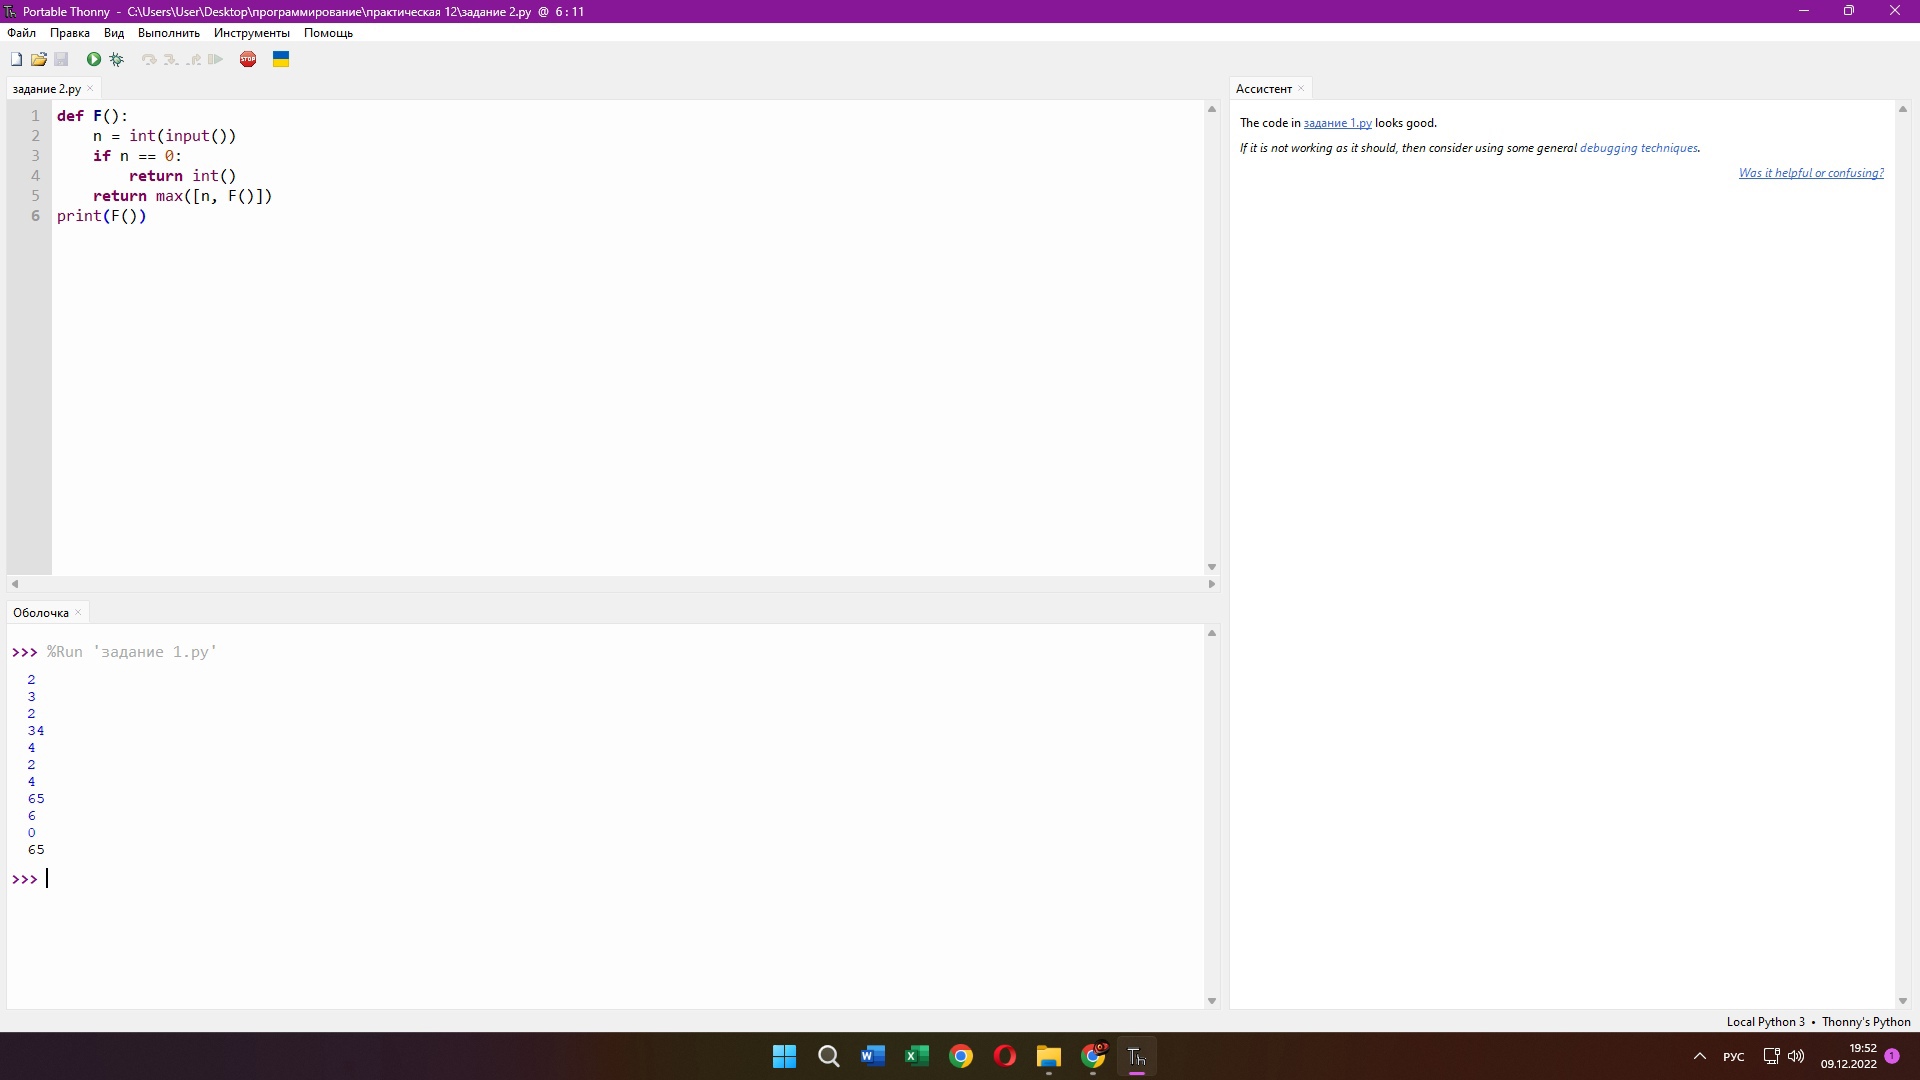 Portable Thonny - C:\Users\User\Desktop\программирование\практическая 12\задание 2.py @ 6 : 11
Файл Правка Вид Выполнить Инструменты Помощь
STOP
задание 2.py ×
1 def F():
2     n = int(input())
3     if n == 0:
4         return int()
5     return max([n, F()])
6 print(F())
Оболочка ×
>>> %Run 'задание 1.py'
2
3
2
34
4
2
4
65
6
0
65
>>>
Ассистент ×
The code in задание 1.py looks good.
If it is not working as it should, then consider using some general debugging techniques.
Was it helpful or confusing?
Local Python 3 • Thonny's Python
РУС
19:52
09.12.2022
1